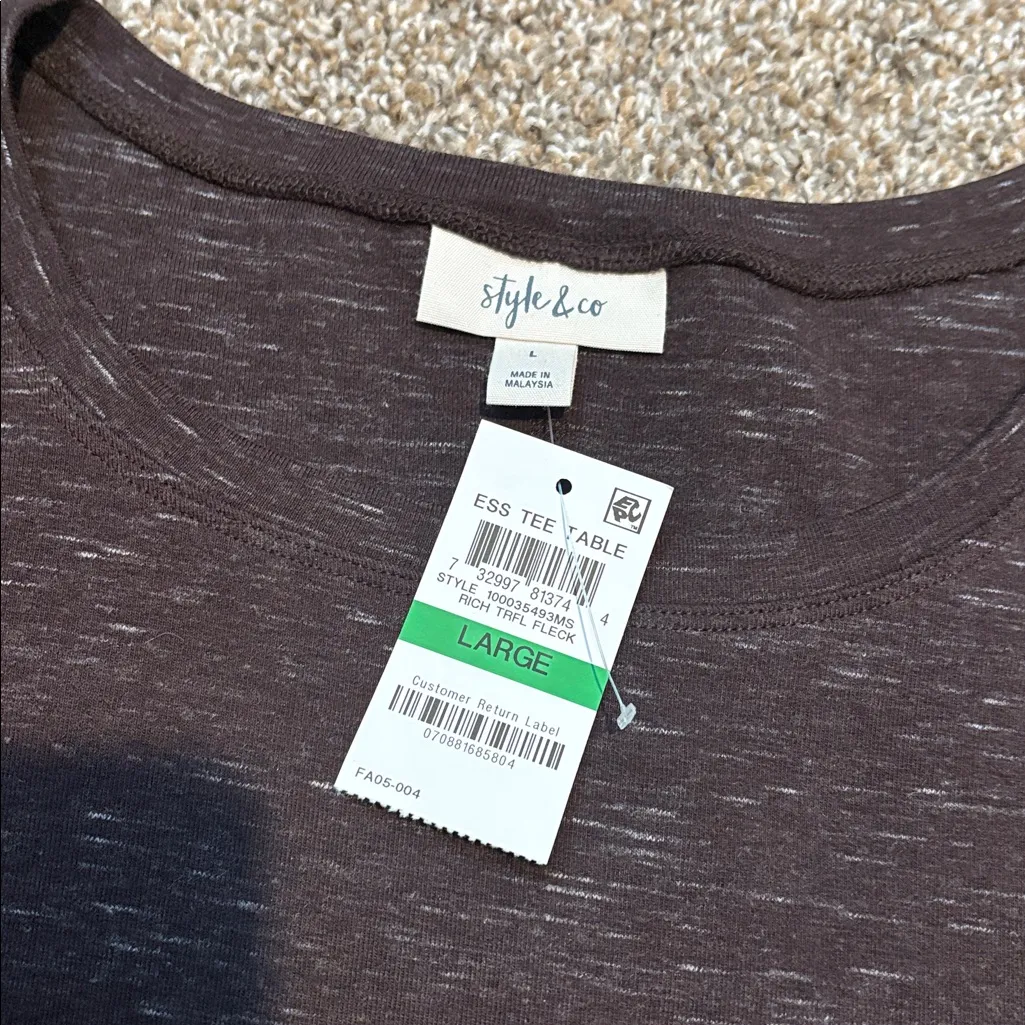 style & co
L
MADE IN
MALAYSIA
EPC
ESS TEE TABLE
7 32997 81374 4
STYLE 100035493MS
RICH TRFL FLECK
LARGE
Customer Return Label
070881685804
FA05-004